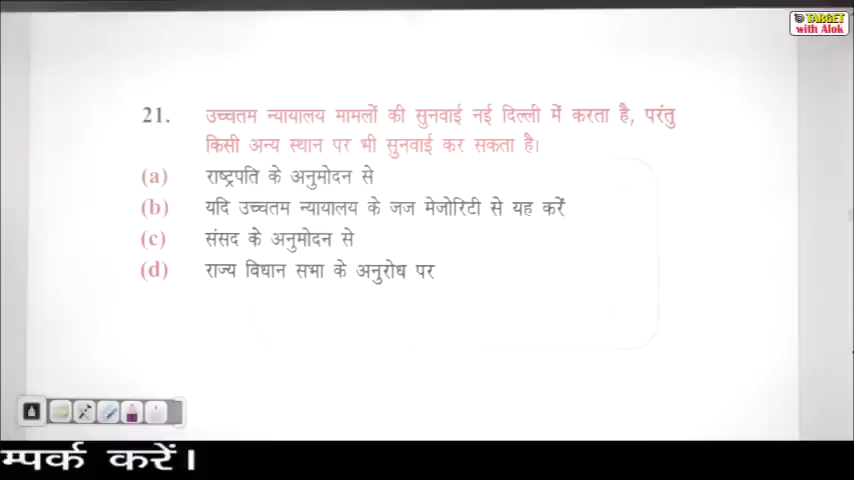 TARGET
with Alok
21. उच्चतम न्यायालय मामलों की सुनवाई नई दिल्ली में करता है, परंतु
किसी अन्य स्थान पर भी सुनवाई कर सकता है।
(a) राष्ट्रपति के अनुमोदन से
(b) यदि उच्चतम न्यायालय के जज मेजोरिटी से यह करें
(c) संसद के अनुमोदन से
(d) राज्य विधान सभा के अनुरोध पर
म्पर्क करें।